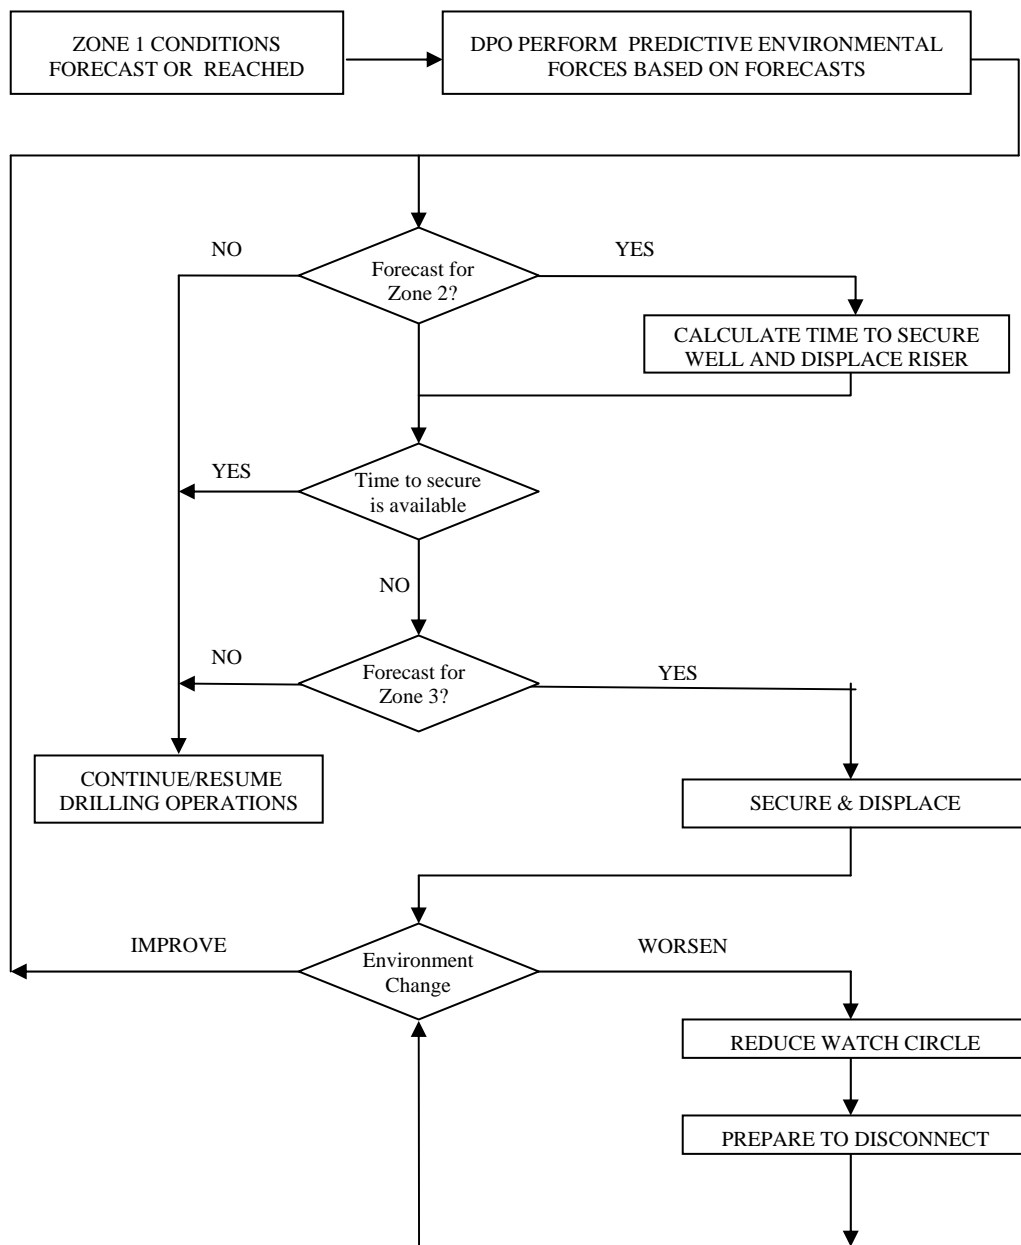 ZONE 1 CONDITIONS
FORECAST OR REACHED
DPO PERFORM PREDICTIVE ENVIRONMENTAL
FORCES BASED ON FORECASTS
NO
YES
Forecast for
Zone 2?
CALCULATE TIME TO SECURE
WELL AND DISPLACE RISER
YES
Time to secure
is available
NO
NO
Forecast for
Zone 3?
YES
CONTINUE/RESUME
DRILLING OPERATIONS
SECURE & DISPLACE
IMPROVE
WORSEN
Environment
Change
REDUCE WATCH CIRCLE
PREPARE TO DISCONNECT